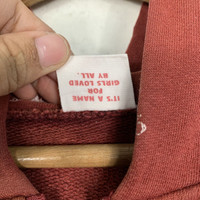 IT'S A NAME
FOR
GIRLS LOVED
BY ALL.